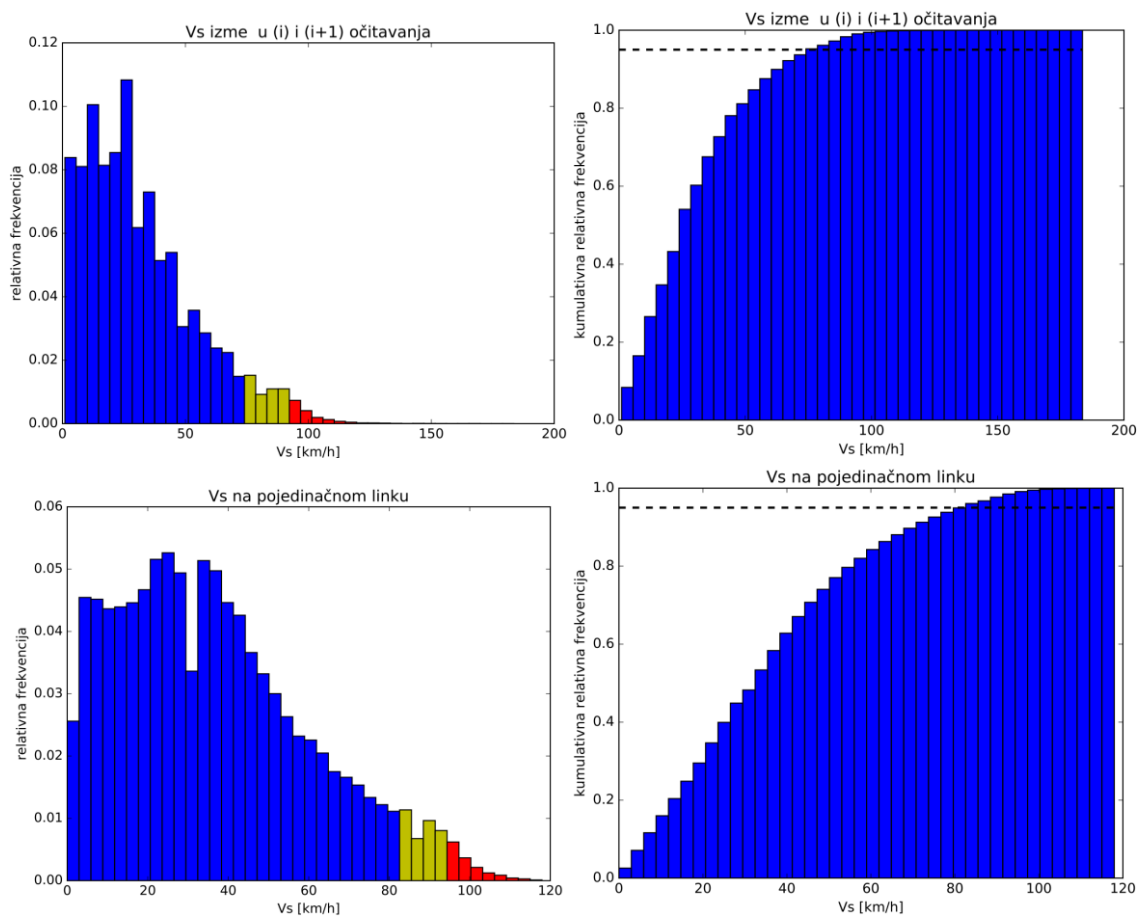 Vs izme u (i) i (i+1) očitavanja
relativna frekvencija
0.12
0.10
0.08
0.06
0.04
0.02
0.00
0 50 100 150 200
Vs [km/h]
Vs izme u (i) i (i+1) očitavanja
kumulativna relativna frekvencija
1.0
0.8
0.6
0.4
0.2
0.0
0 50 100 150 200
Vs [km/h]
Vs na pojedinačnom linku
relativna frekvencija
0.06
0.05
0.04
0.03
0.02
0.01
0.00
0 20 40 60 80 100 120
Vs [km/h]
Vs na pojedinačnom linku
kumulativna relativna frekvencija
1.0
0.8
0.6
0.4
0.2
0.0
0 20 40 60 80 100 120
Vs [km/h]